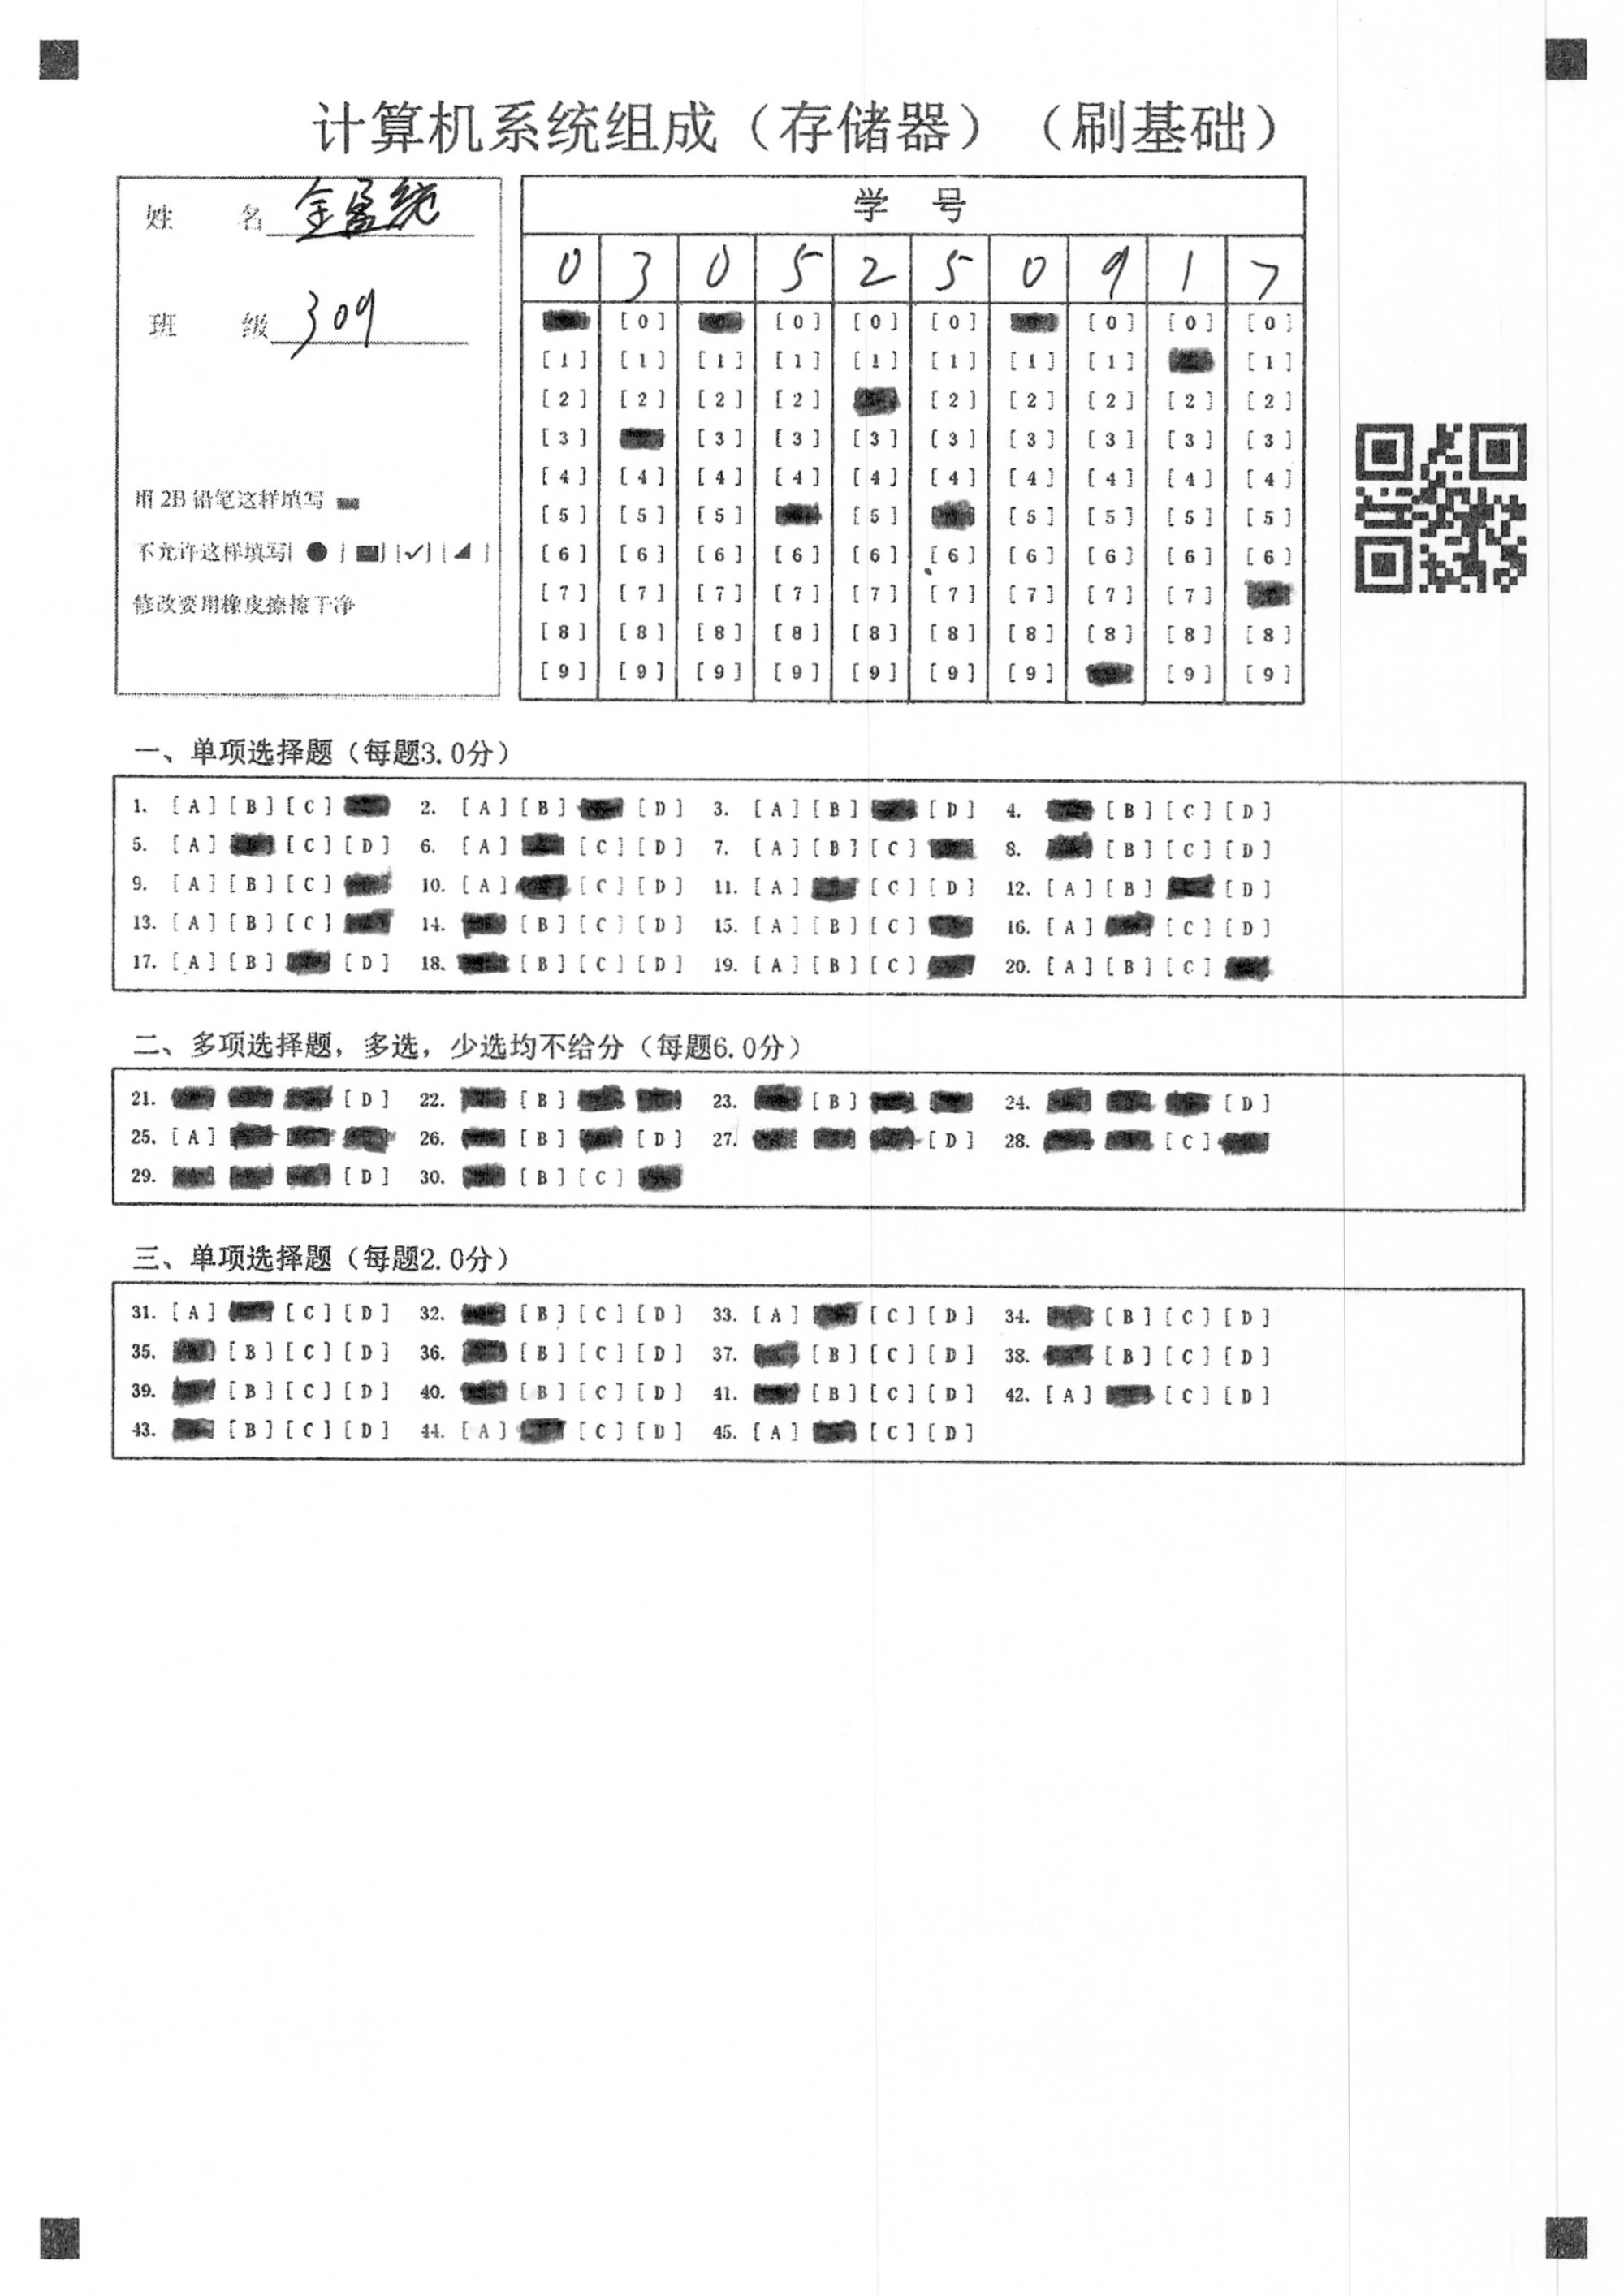 计算机系统组成（存储器）（刷基础）
姓 名
班 级 309
用 2B 铅笔这样填写
不允许这样填写[ ● ] [ ] [✓] [ ]
修改要用橡皮擦擦干净
学 号
0 3 0 5 2 5 0 9 1 7
[0] [0] [0] [0] [0] [0] [0]
[1] [1] [1] [1] [1] [1] [1] [1] [1]
[2] [2] [2] [2] [2] [2] [2] [2] [2]
[3] [3] [3] [3] [3] [3] [3] [3] [3]
[4] [4] [4] [4] [4] [4] [4] [4] [4] [4]
[5] [5] [5] [5] [5] [5] [5] [5]
[6] [6] [6] [6] [6] [6] [6] [6] [6] [6]
[7] [7] [7] [7] [7] [7] [7] [7] [7]
[8] [8] [8] [8] [8] [8] [8] [8] [8] [8]
[9] [9] [9] [9] [9] [9] [9] [9] [9]
一、单项选择题（每题3.0分）
1. [A] [B] [C] 2. [A] [B] [D] 3. [A] [B] [D] 4. [B] [C] [D]
5. [A] [C] [D] 6. [A] [C] [D] 7. [A] [B] [C] 8. [B] [C] [D]
9. [A] [B] [C] 10. [A] [C] [D] 11. [A] [C] [D] 12. [A] [B] [D]
13. [A] [B] [C] 14. [B] [C] [D] 15. [A] [B] [C] 16. [A] [C] [D]
17. [A] [B] [D] 18. [B] [C] [D] 19. [A] [B] [C] 20. [A] [B] [C]
二、多项选择题，多选，少选均不给分（每题6.0分）
21. [D] 22. [B] 23. [B] 24. [D]
25. [A] 26. [B] [D] 27. [D] 28. [C]
29. [D] 30. [B] [C]
三、单项选择题（每题2.0分）
31. [A] [C] [D] 32. [B] [C] [D] 33. [A] [C] [D] 34. [B] [C] [D]
35. [B] [C] [D] 36. [B] [C] [D] 37. [B] [C] [D] 38. [B] [C] [D]
39. [B] [C] [D] 40. [B] [C] [D] 41. [B] [C] [D] 42. [A] [C] [D]
43. [B] [C] [D] 44. [A] [C] [D] 45. [A] [C] [D]